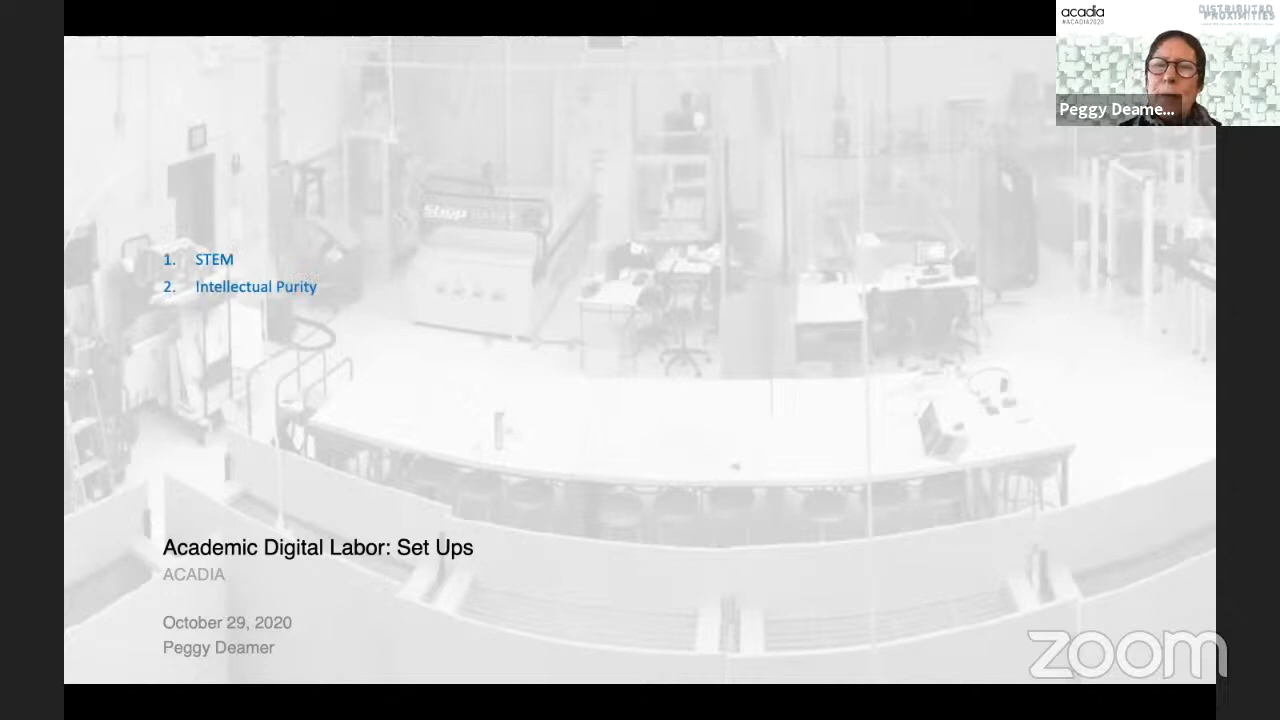 acadia
#ACADIA2020
DISTRIBUTED
PROXIMITIES
Peggy Deame...
1. STEM
2. Intellectual Purity
Academic Digital Labor: Set Ups
ACADIA
October 29, 2020
Peggy Deamer
zoom